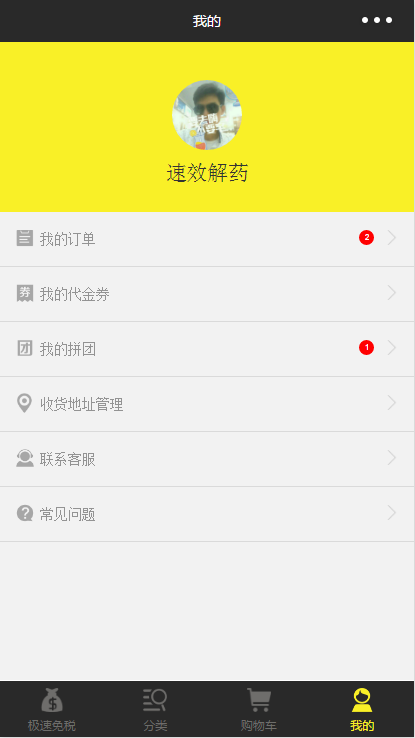 我的
速效解药
我的订单
2
券
我的代金券
团
我的拼团
1
收货地址管理
联系客服
?
常见问题
$
极速免税
分类
购物车
我的